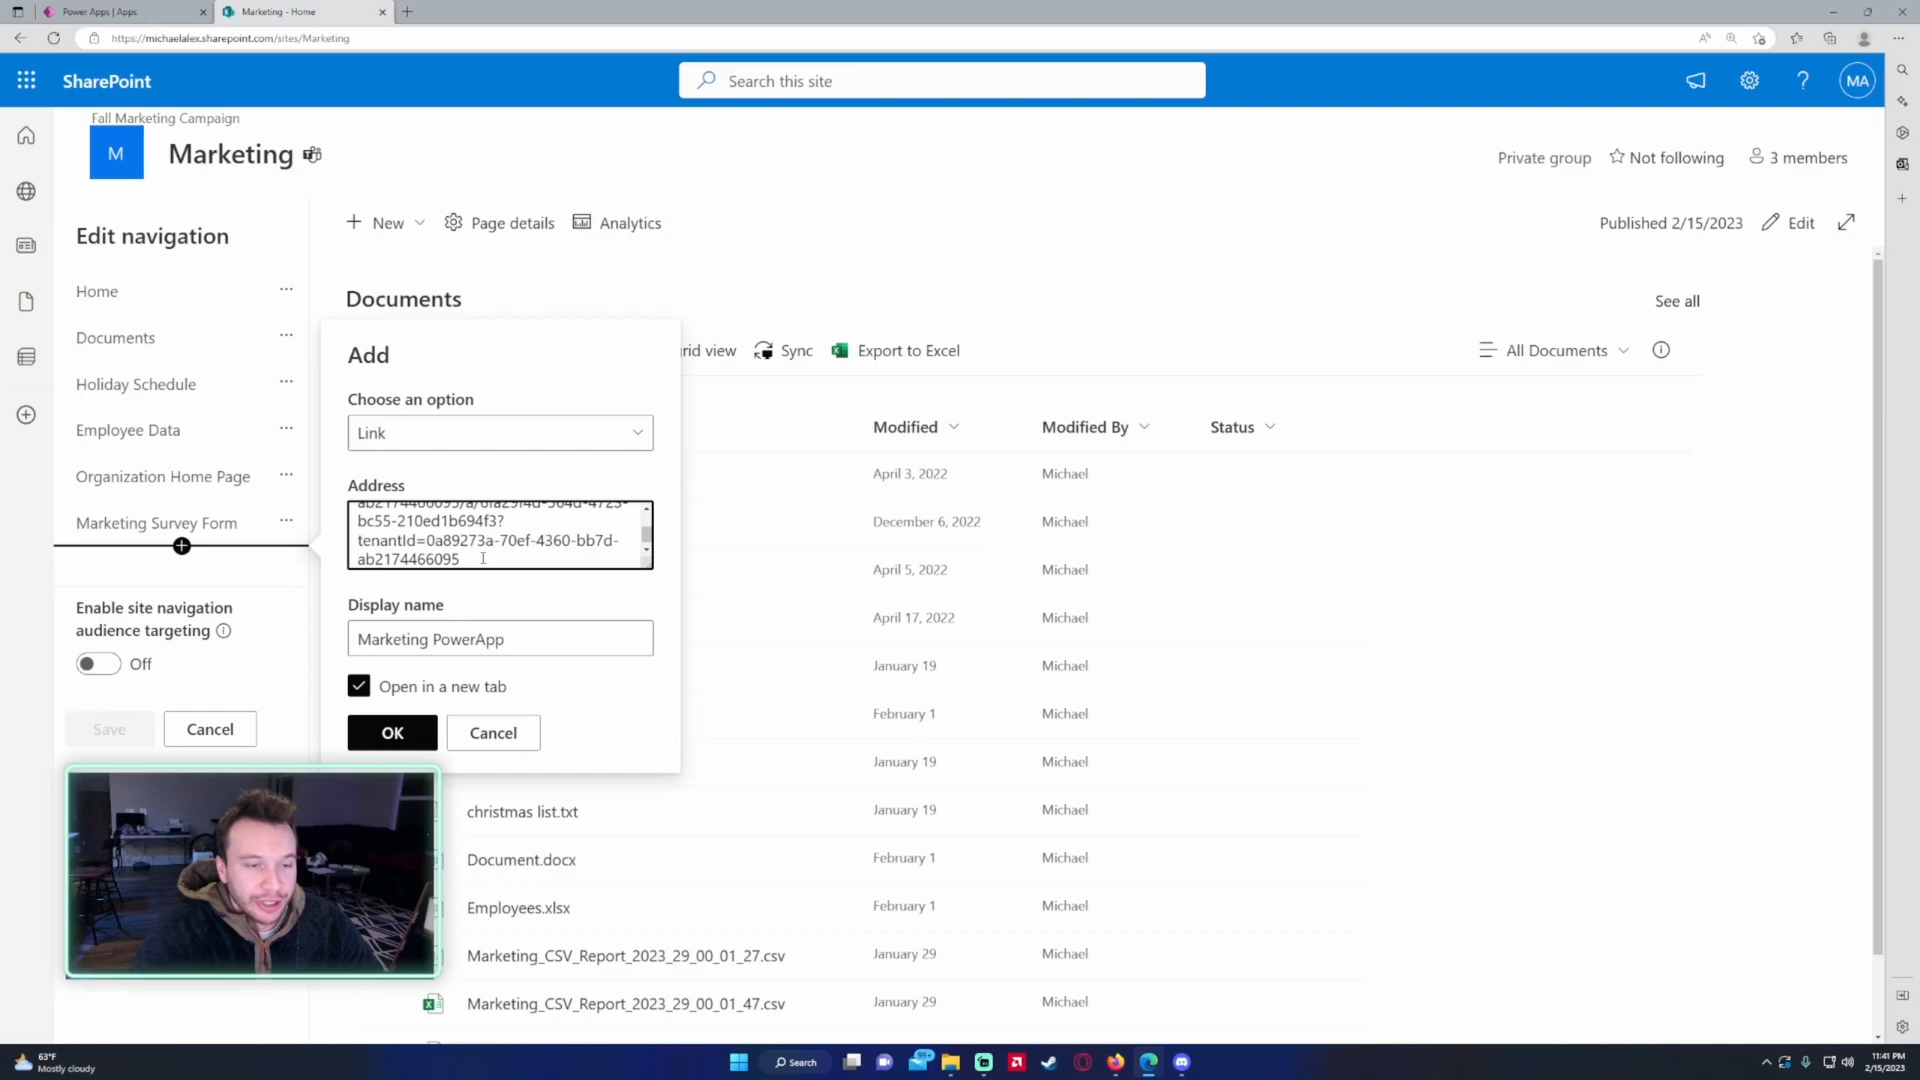 Power Apps | Apps
Marketing - Home
https://michaelalex.sharepoint.com/sites/Marketing
SharePoint
Search this site
MA
Fall Marketing Campaign
M
Marketing
Private group
Not following
3 members
Edit navigation
New
Page details
Analytics
Published 2/15/2023
Edit
Home
Documents
Holiday Schedule
Employee Data
Organization Home Page
Marketing Survey Form
Enable site navigation
audience targeting
Off
Save
Cancel
Documents
See all
Add
rid view
Sync
Export to Excel
All Documents
Choose an option
Link
Address
bc55-210ed1b694f3?
tenantId=0a89273a-70ef-4360-bb7d-
ab2174466095
Display name
Marketing PowerApp
Open in a new tab
OK
Cancel
Modified
Modified By
Status
April 3, 2022
Michael
December 6, 2022
Michael
April 5, 2022
Michael
April 17, 2022
Michael
January 19
Michael
February 1
Michael
January 19
Michael
christmas list.txt
January 19
Michael
Document.docx
February 1
Michael
Employees.xlsx
February 1
Michael
Marketing_CSV_Report_2023_29_00_01_27.csv
January 29
Michael
Marketing_CSV_Report_2023_29_00_01_47.csv
January 29
Michael
63°F
Mostly cloudy
Search
99+
11:41 PM
2/15/2023